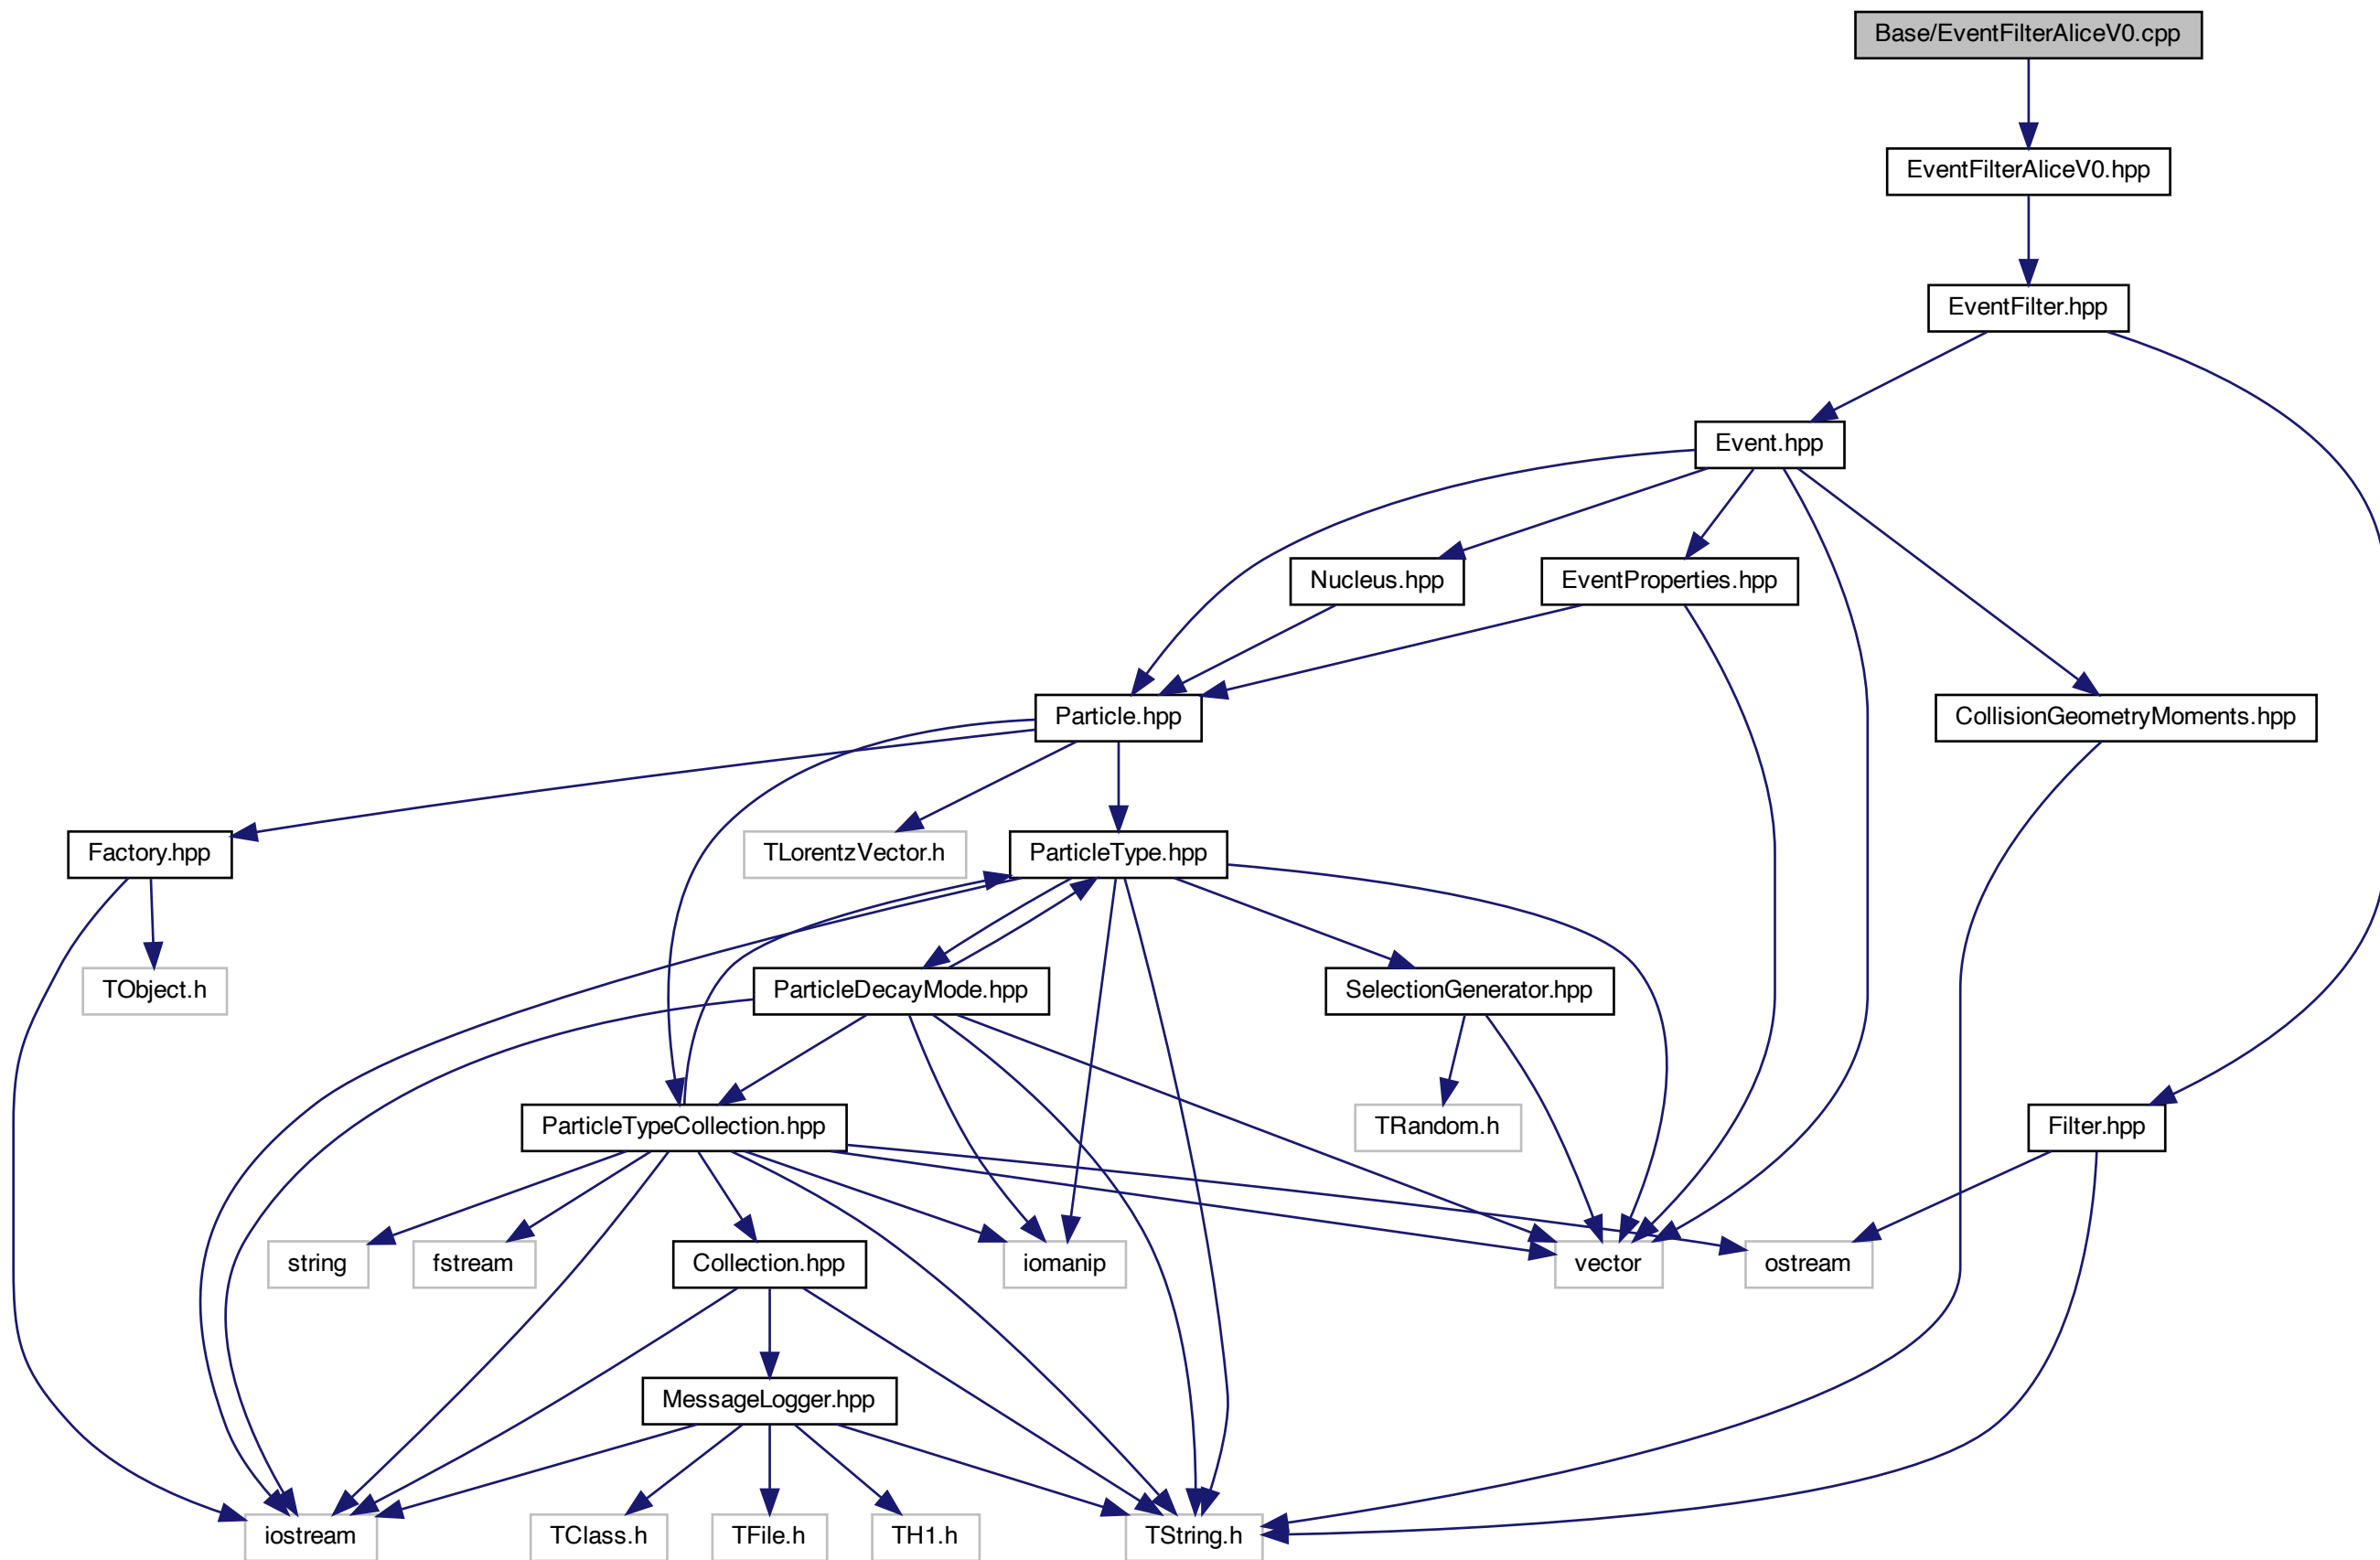 Base/EventFilterAliceV0.cpp
EventFilterAliceV0.hpp
EventFilter.hpp
Event.hpp
Nucleus.hpp
EventProperties.hpp
Particle.hpp
CollisionGeometryMoments.hpp
Factory.hpp
TLorentzVector.h
ParticleType.hpp
TObject.h
ParticleDecayMode.hpp
SelectionGenerator.hpp
ParticleTypeCollection.hpp
TRandom.h
Filter.hpp
string
fstream
Collection.hpp
iomanip
vector
ostream
MessageLogger.hpp
iostream
TClass.h
TFile.h
TH1.h
TString.h